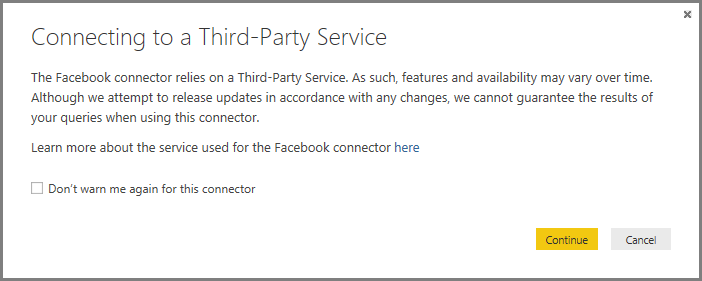 Connecting to a Third-Party Service
The Facebook connector relies on a Third-Party Service. As such, features and availability may vary over time.
Although we attempt to release updates in accordance with any changes, we cannot guarantee the results of
your queries when using this connector.
Learn more about the service used for the Facebook connector here
Don't warn me again for this connector
Continue Cancel